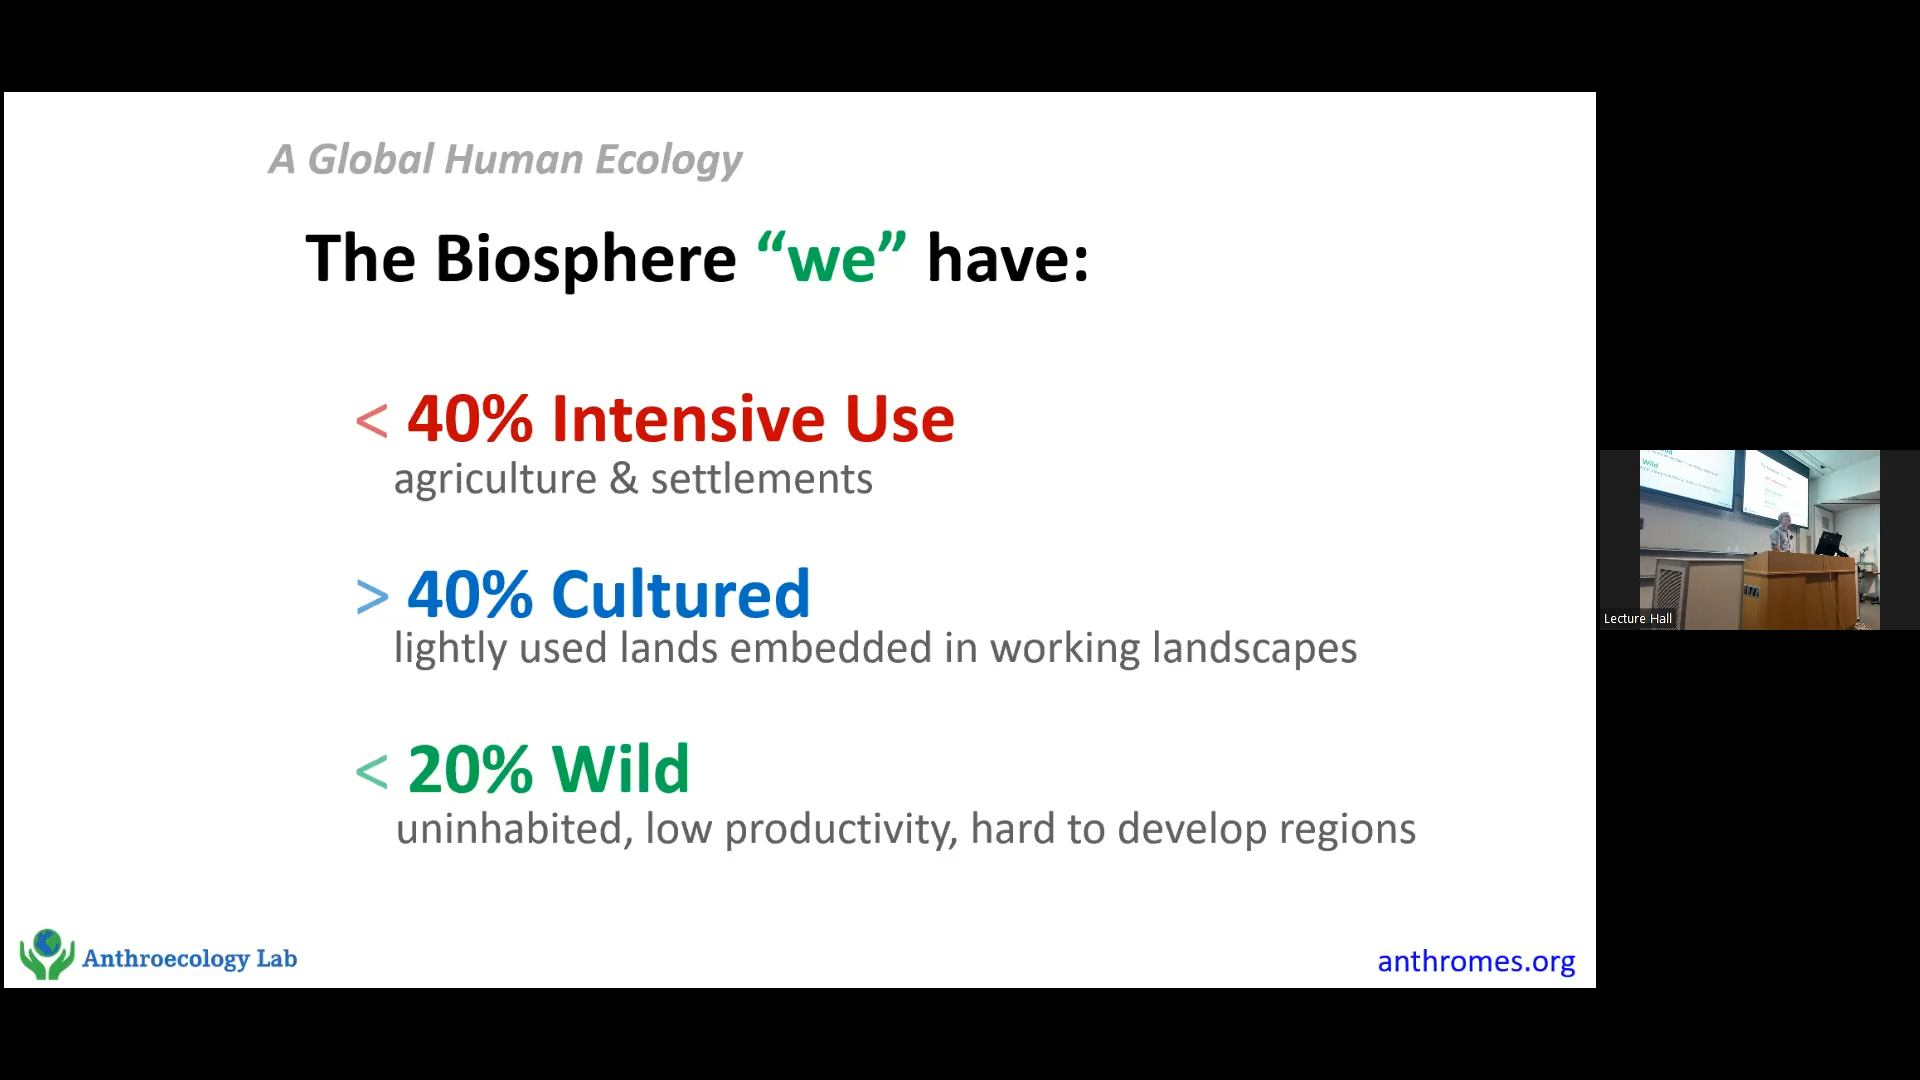 A Global Human Ecology
The Biosphere “we” have:
< 40% Intensive Use
agriculture & settlements
> 40% Cultured
lightly used lands embedded in working landscapes
< 20% Wild
uninhabited, low productivity, hard to develop regions
Anthroecology Lab
anthromes.org
Wild
Lecture Hall